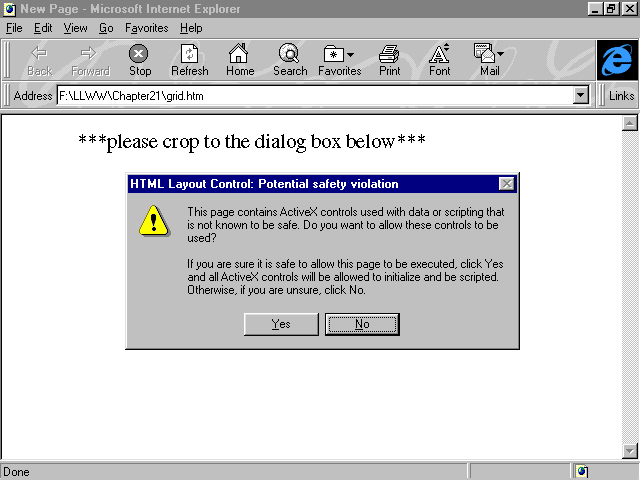 New Page - Microsoft Internet Explorer
File Edit View Go Favorites Help
Back Forward Stop Refresh Home Search Favorites Print Font Mail
Address F:\LLWW\Chapter21\grid.htm Links
***please crop to the dialog box below***
HTML Layout Control: Potential safety violation
This page contains ActiveX controls used with data or scripting that
is not known to be safe. Do you want to allow these controls to be
used?
If you are sure it is safe to allow this page to be executed, click Yes
and all ActiveX controls will be allowed to initialize and be scripted.
Otherwise, if you are unsure, click No.
Yes No
Done